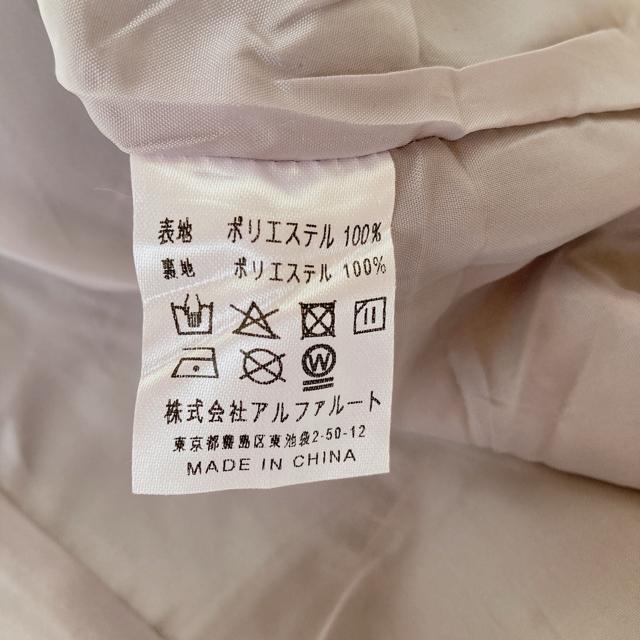 表地 ポリエステル 100%
裏地 ポリエステル 100%
W
株式会社アルファルート
東京都豊島区東池袋2-50-12
MADE IN CHINA